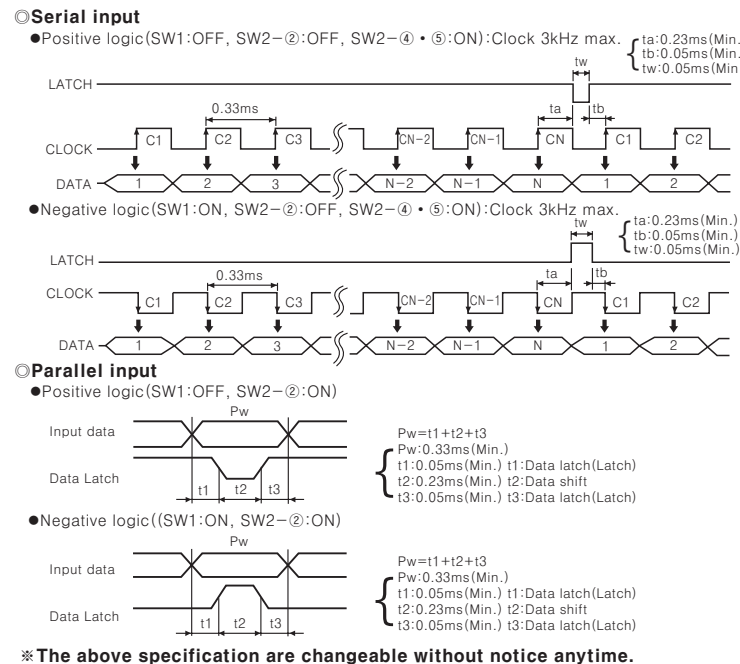 ◎Serial input
●Positive logic(SW1:OFF, SW2-②:OFF, SW2-④•⑤:ON):Clock 3kHz max.
ta:0.23ms(Min.
tb:0.05ms(Min.
tw:0.05ms(Min
tw
LATCH
0.33ms
ta
tb
CLOCK
C1 C2 C3 CN-2 CN-1 CN C1 C2
DATA 1 2 3 N-2 N-1 N 1 2
●Negative logic(SW1:ON, SW2-②:OFF, SW2-④•⑤:ON):Clock 3kHz max.
ta:0.23ms(Min.)
tb:0.05ms(Min.)
tw:0.05ms(Min.)
tw
LATCH
0.33ms
ta
tb
CLOCK
C1 C2 C3 CN-2 CN-1 CN C1 C2
DATA 1 2 3 N-2 N-1 N 1 2
◎Parallel input
●Positive logic(SW1:OFF, SW2-②:ON)
Pw
Input data
Data Latch
t1 t2 t3
Pw=t1+t2+t3
Pw:0.33ms(Min.)
t1:0.05ms(Min.) t1:Data latch(Latch)
t2:0.23ms(Min.) t2:Data shift
t3:0.05ms(Min.) t3:Data latch(Latch)
●Negative logic((SW1:ON, SW2-②:ON)
Pw
Input data
Data Latch
t1 t2 t3
Pw=t1+t2+t3
Pw:0.33ms(Min.)
t1:0.05ms(Min.) t1:Data latch(Latch)
t2:0.23ms(Min.) t2:Data shift
t3:0.05ms(Min.) t3:Data latch(Latch)
※The above specification are changeable without notice anytime.